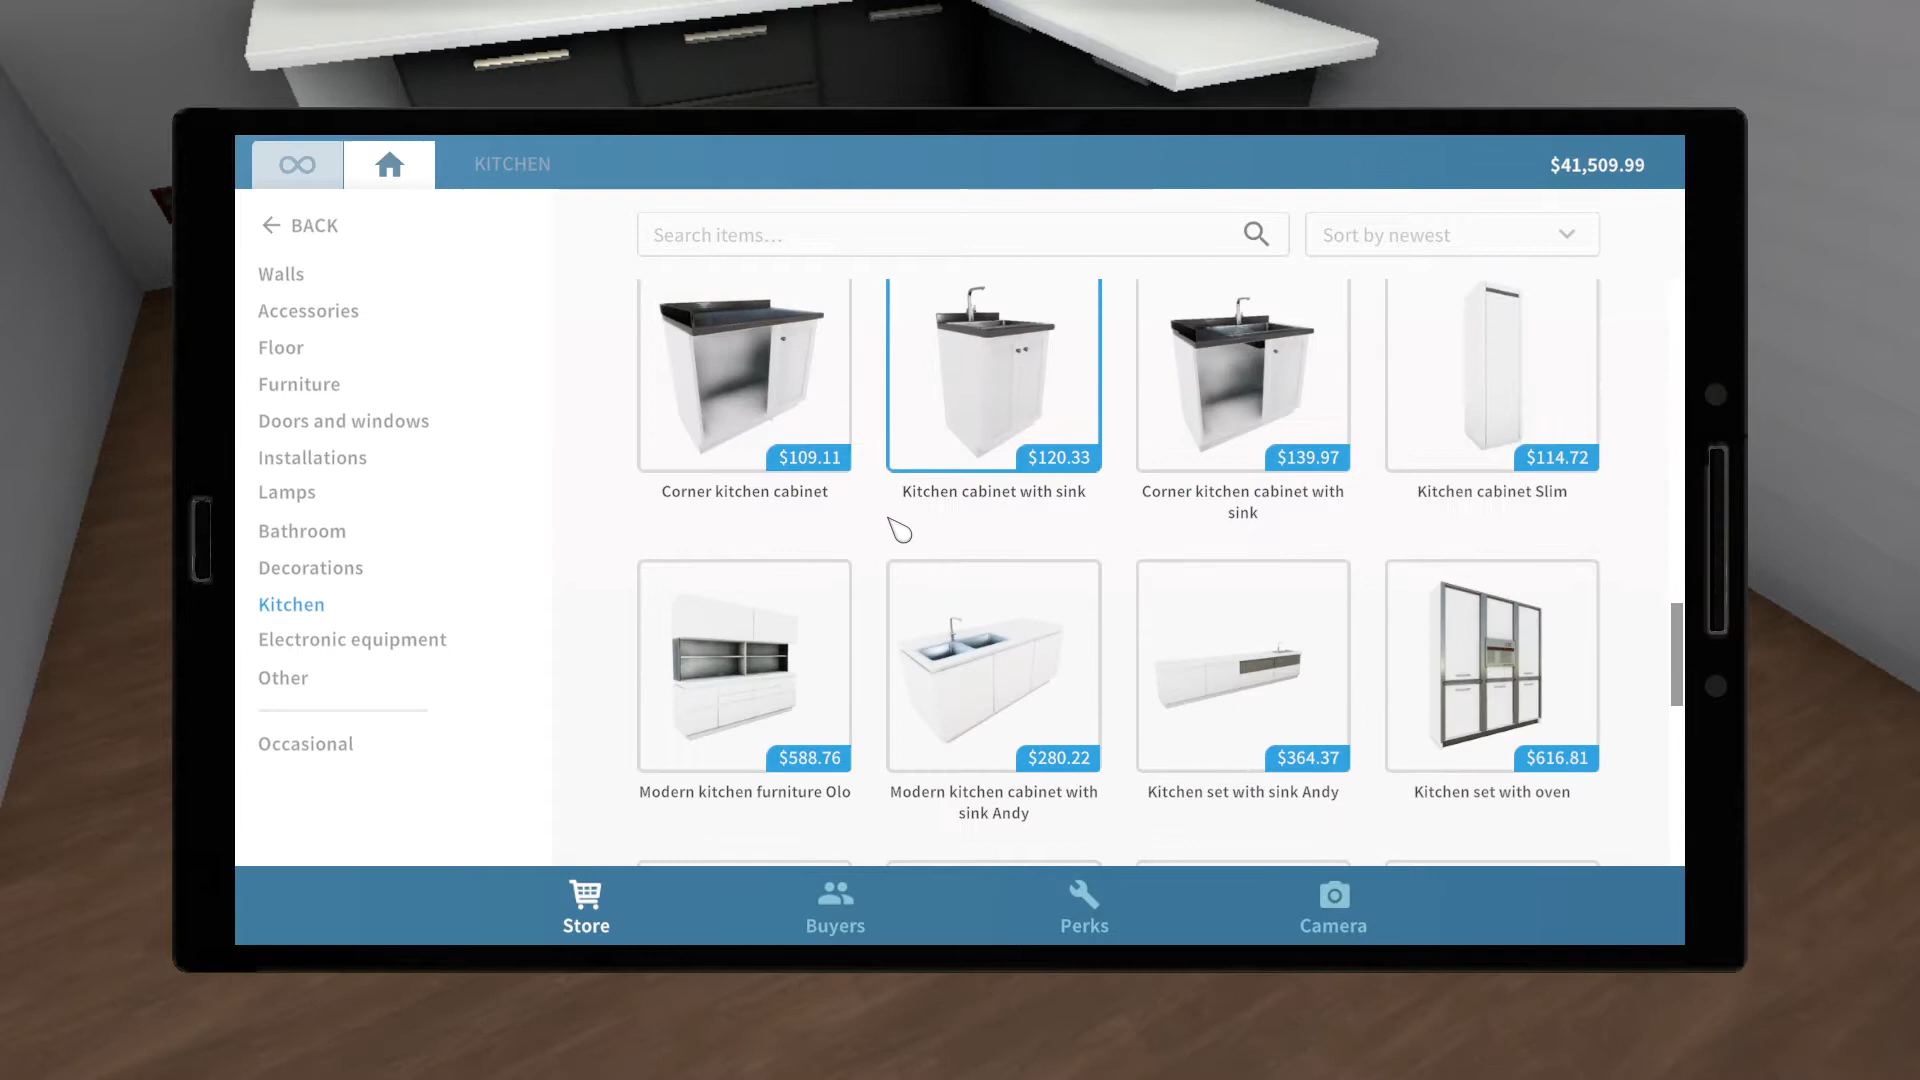 KITCHEN
$41,509.99
BACK
Walls
Accessories
Floor
Furniture
Doors and windows
Installations
Lamps
Bathroom
Decorations
Kitchen
Electronic equipment
Other
Occasional
Search items...
Sort by newest
$109.11
Corner kitchen cabinet
$120.33
Kitchen cabinet with sink
$139.97
Corner kitchen cabinet with
sink
$114.72
Kitchen cabinet Slim
$588.76
Modern kitchen furniture Olo
$280.22
Modern kitchen cabinet with
sink Andy
$364.37
Kitchen set with sink Andy
$616.81
Kitchen set with oven
Store
Buyers
Perks
Camera